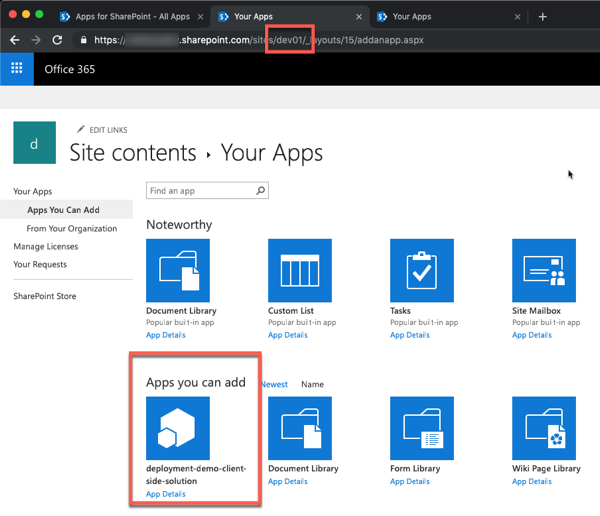 Apps for SharePoint - All Apps
Your Apps
Your Apps
https://.sharepoint.com/sites/dev01/_layouts/15/addanapp.aspx
Office 365
d
EDIT LINKS
Site contents ▸ Your Apps
Your Apps
Apps You Can Add
From Your Organization
Manage Licenses
Your Requests
SharePoint Store
Find an app
Noteworthy
Document Library
Popular built-in app
App Details
Custom List
Popular built-in app
App Details
Tasks
Popular built-in app
App Details
Site Mailbox
Popular built-in app
App Details
Apps you can add
Newest
Name
deployment-demo-client-
side-solution
App Details
Document Library
App Details
Form Library
App Details
Wiki Page Library
App Details